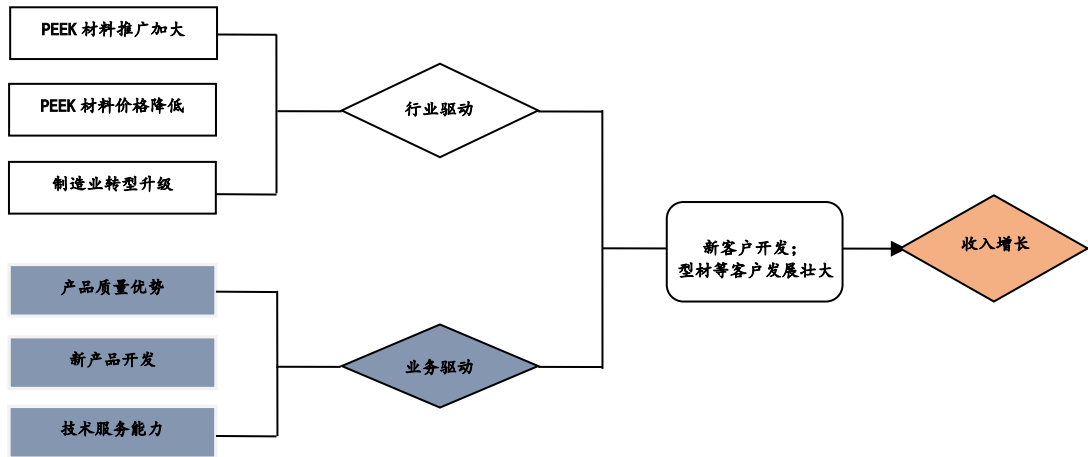 PEEK 材料推广加大
PEEK 材料价格降低
制造业转型升级
行业驱动
产品质量优势
新产品开发
技术服务能力
业务驱动
新客户开发；
型材等客户发展壮大
收入增长